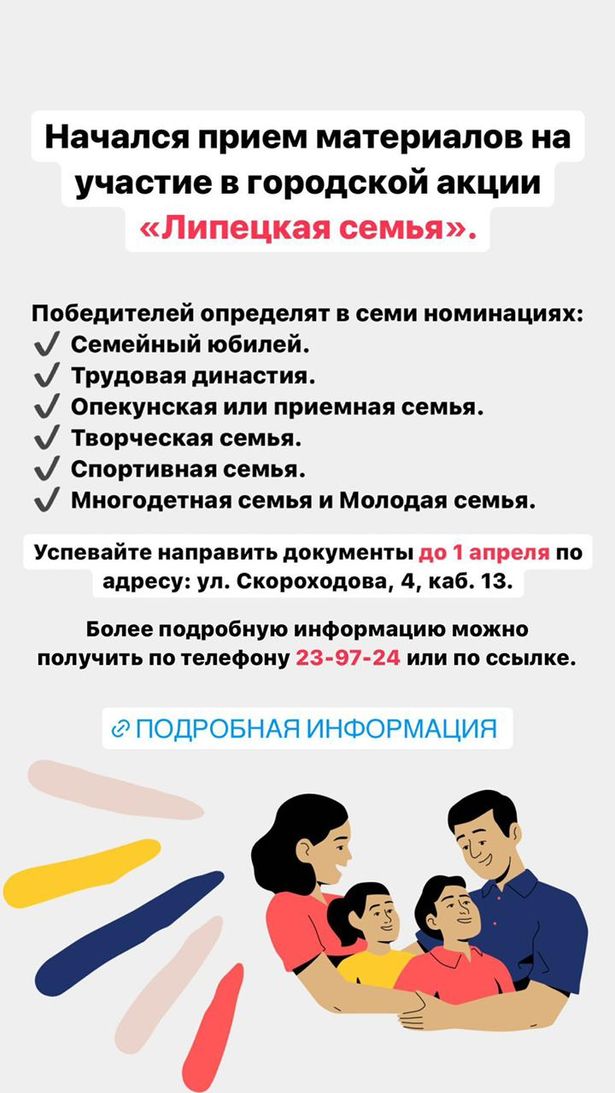 Начался прием материалов на
участие в городской акции
«Липецкая семья».
Победителей определят в семи номинациях:
✔ Семейный юбилей.
✔ Трудовая династия.
✔ Опекунская или приемная семья.
✔ Творческая семья.
✔ Спортивная семья.
✔ Многодетная семья и Молодая семья.
Успевайте направить документы до 1 апреля по
адресу: ул. Скороходова, 4, каб. 13.
Более подробную информацию можно
получить по телефону 23-97-24 или по ссылке.
ПОДРОБНАЯ ИНФОРМАЦИЯ